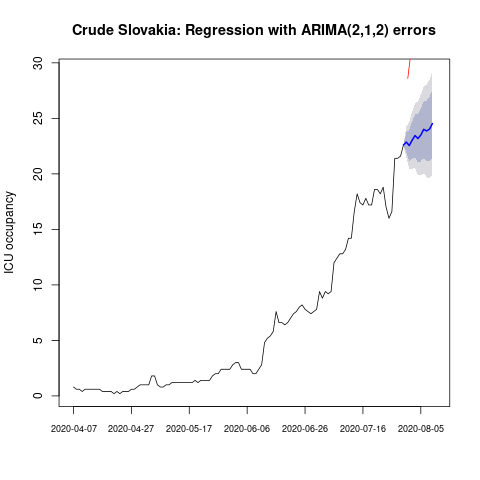 Crude Slovakia: Regression with ARIMA(2,1,2) errors
ICU occupancy
30
25
20
15
10
5
0
2020-04-07 2020-04-27 2020-05-17 2020-06-06 2020-06-26 2020-07-16 2020-08-05